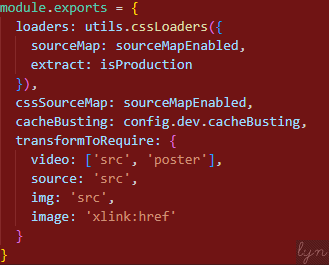 module.exports = {
  loaders: utils.cssLoaders({
    sourceMap: sourceMapEnabled,
    extract: isProduction
  }),
  cssSourceMap: sourceMapEnabled,
  cacheBusting: config.dev.cacheBusting,
  transformToRequire: {
    video: ['src', 'poster'],
    source: 'src',
    img: 'src',
    image: 'xlink:href'
  }
}
lyn